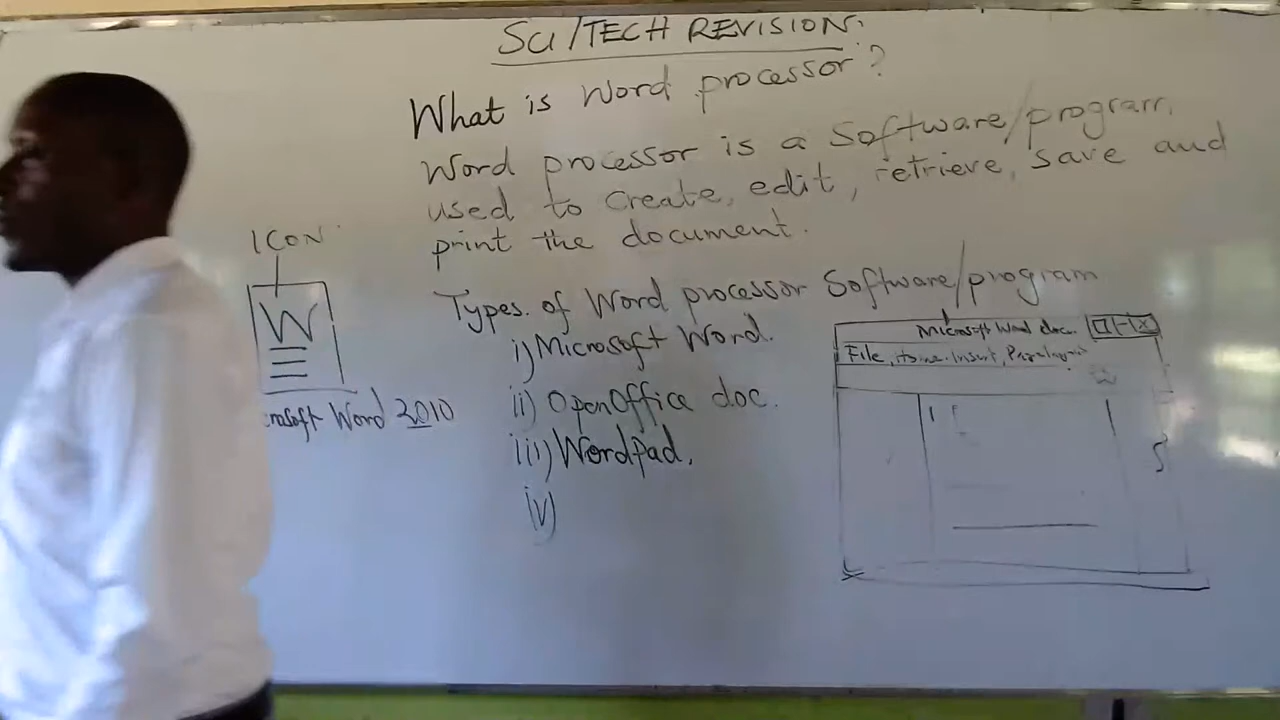 SCI/TECH REVISION.
What is Word processor?
Word processor is a Software/program,
used to create, edit, retrieve, save and
print the document.
ICON
W
Microsoft Word 2010
Types of Word processor Software/program
i) Microsoft Word.
ii) OpenOffice doc.
iii) WordPad.
iv)
Microsoft Word doc.
File, Home, Insert,